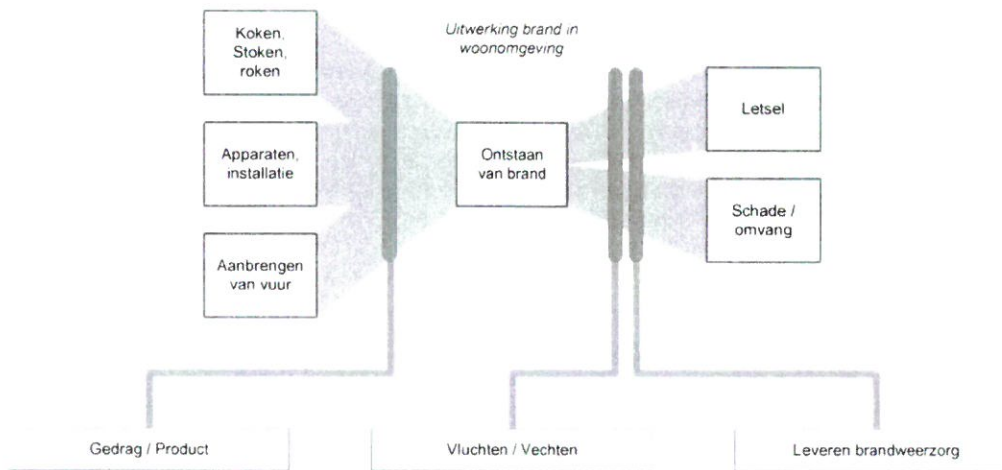 Uitwerking brand in
woonomgeving
Koken,
Stoken,
roken
Apparaten,
installatie
Aanbrengen
van vuur
Ontstaan
van brand
Letsel
Schade /
omvang
Gedrag / Product
Vluchten / Vechten
Leveren brandweerzorg